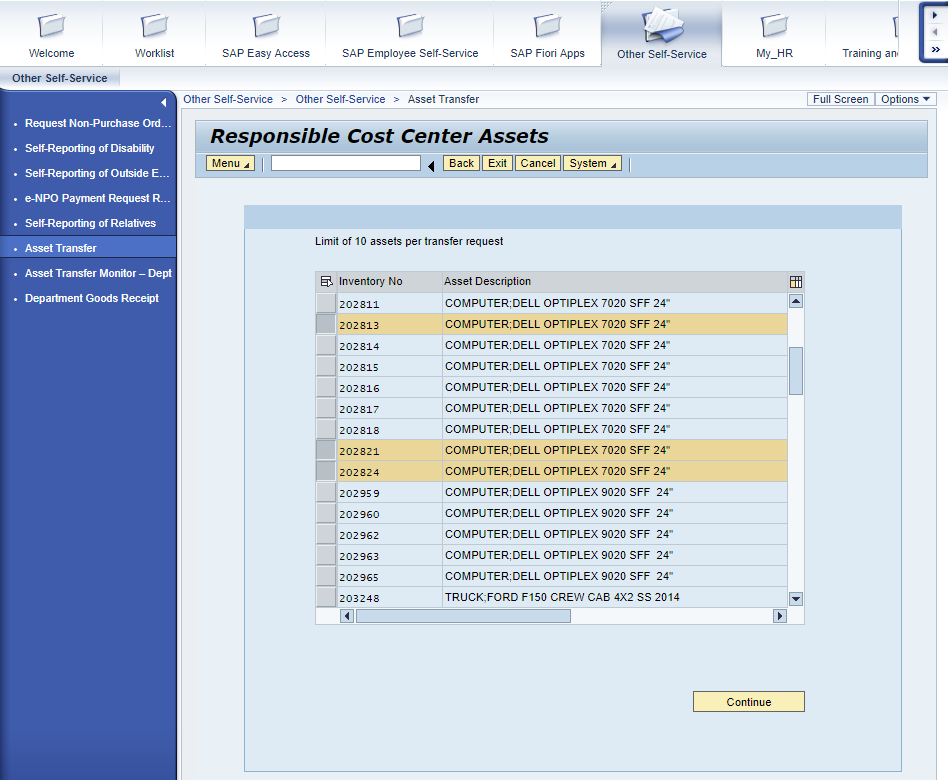 Welcome Worklist SAP Easy Access SAP Employee Self-Service SAP Fiori Apps Other Self-Service My_HR Training an
Other Self-Service
Other Self-Service > Other Self-Service > Asset Transfer Full Screen Options
Request Non-Purchase Ord...
Self-Reporting of Disability
Self-Reporting of Outside E...
e-NPO Payment Request R...
Self-Reporting of Relatives
Asset Transfer
Asset Transfer Monitor – Dept
Department Goods Receipt
Responsible Cost Center Assets
Menu Back Exit Cancel System
Limit of 10 assets per transfer request
Inventory No Asset Description
202811 COMPUTER;DELL OPTIPLEX 7020 SFF 24"
202813 COMPUTER;DELL OPTIPLEX 7020 SFF 24"
202814 COMPUTER;DELL OPTIPLEX 7020 SFF 24"
202815 COMPUTER;DELL OPTIPLEX 7020 SFF 24"
202816 COMPUTER;DELL OPTIPLEX 7020 SFF 24"
202817 COMPUTER;DELL OPTIPLEX 7020 SFF 24"
202818 COMPUTER;DELL OPTIPLEX 7020 SFF 24"
202821 COMPUTER;DELL OPTIPLEX 7020 SFF 24"
202824 COMPUTER;DELL OPTIPLEX 7020 SFF 24"
202959 COMPUTER;DELL OPTIPLEX 9020 SFF  24"
202960 COMPUTER;DELL OPTIPLEX 9020 SFF  24"
202962 COMPUTER;DELL OPTIPLEX 9020 SFF  24"
202963 COMPUTER;DELL OPTIPLEX 9020 SFF  24"
202965 COMPUTER;DELL OPTIPLEX 9020 SFF  24"
203248 TRUCK;FORD F150 CREW CAB 4X2 SS 2014
Continue